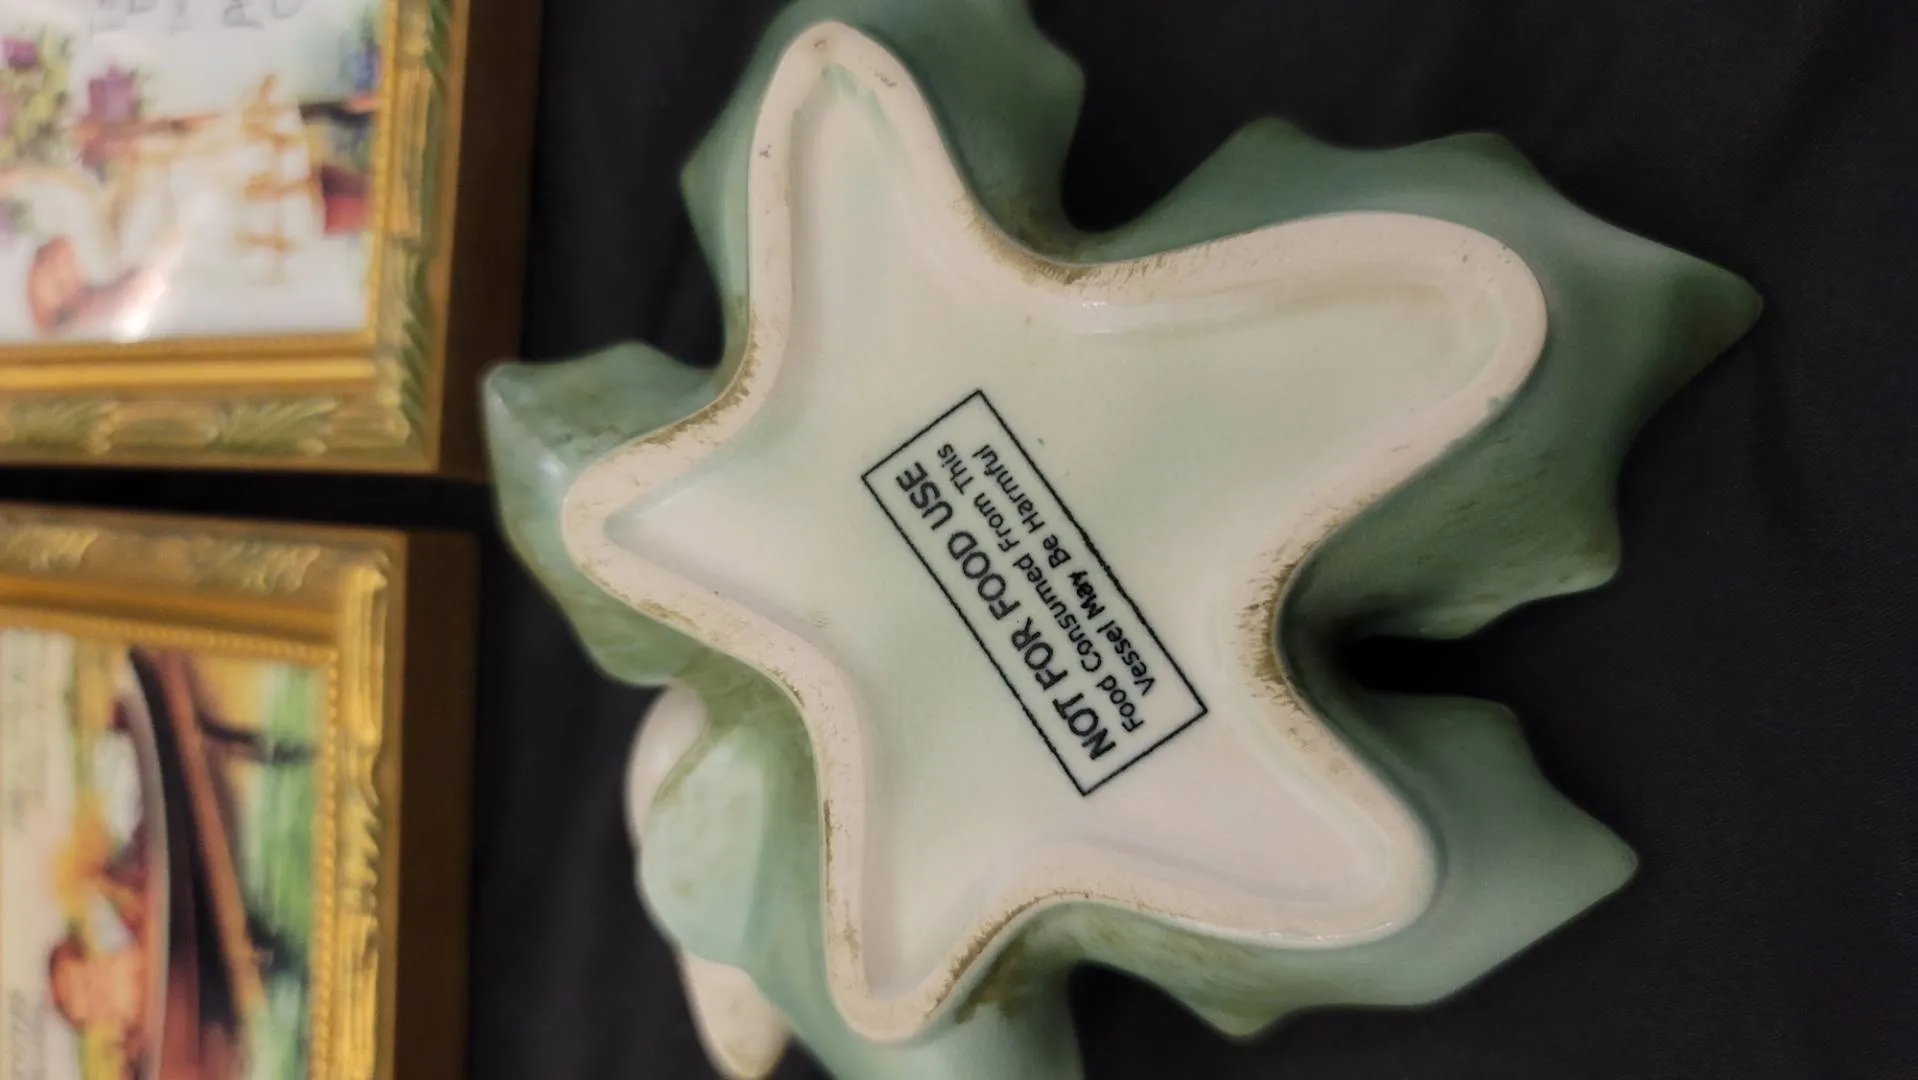 NOT FOR FOOD USE
Food Consumed From This
Vessel May Be Harmful